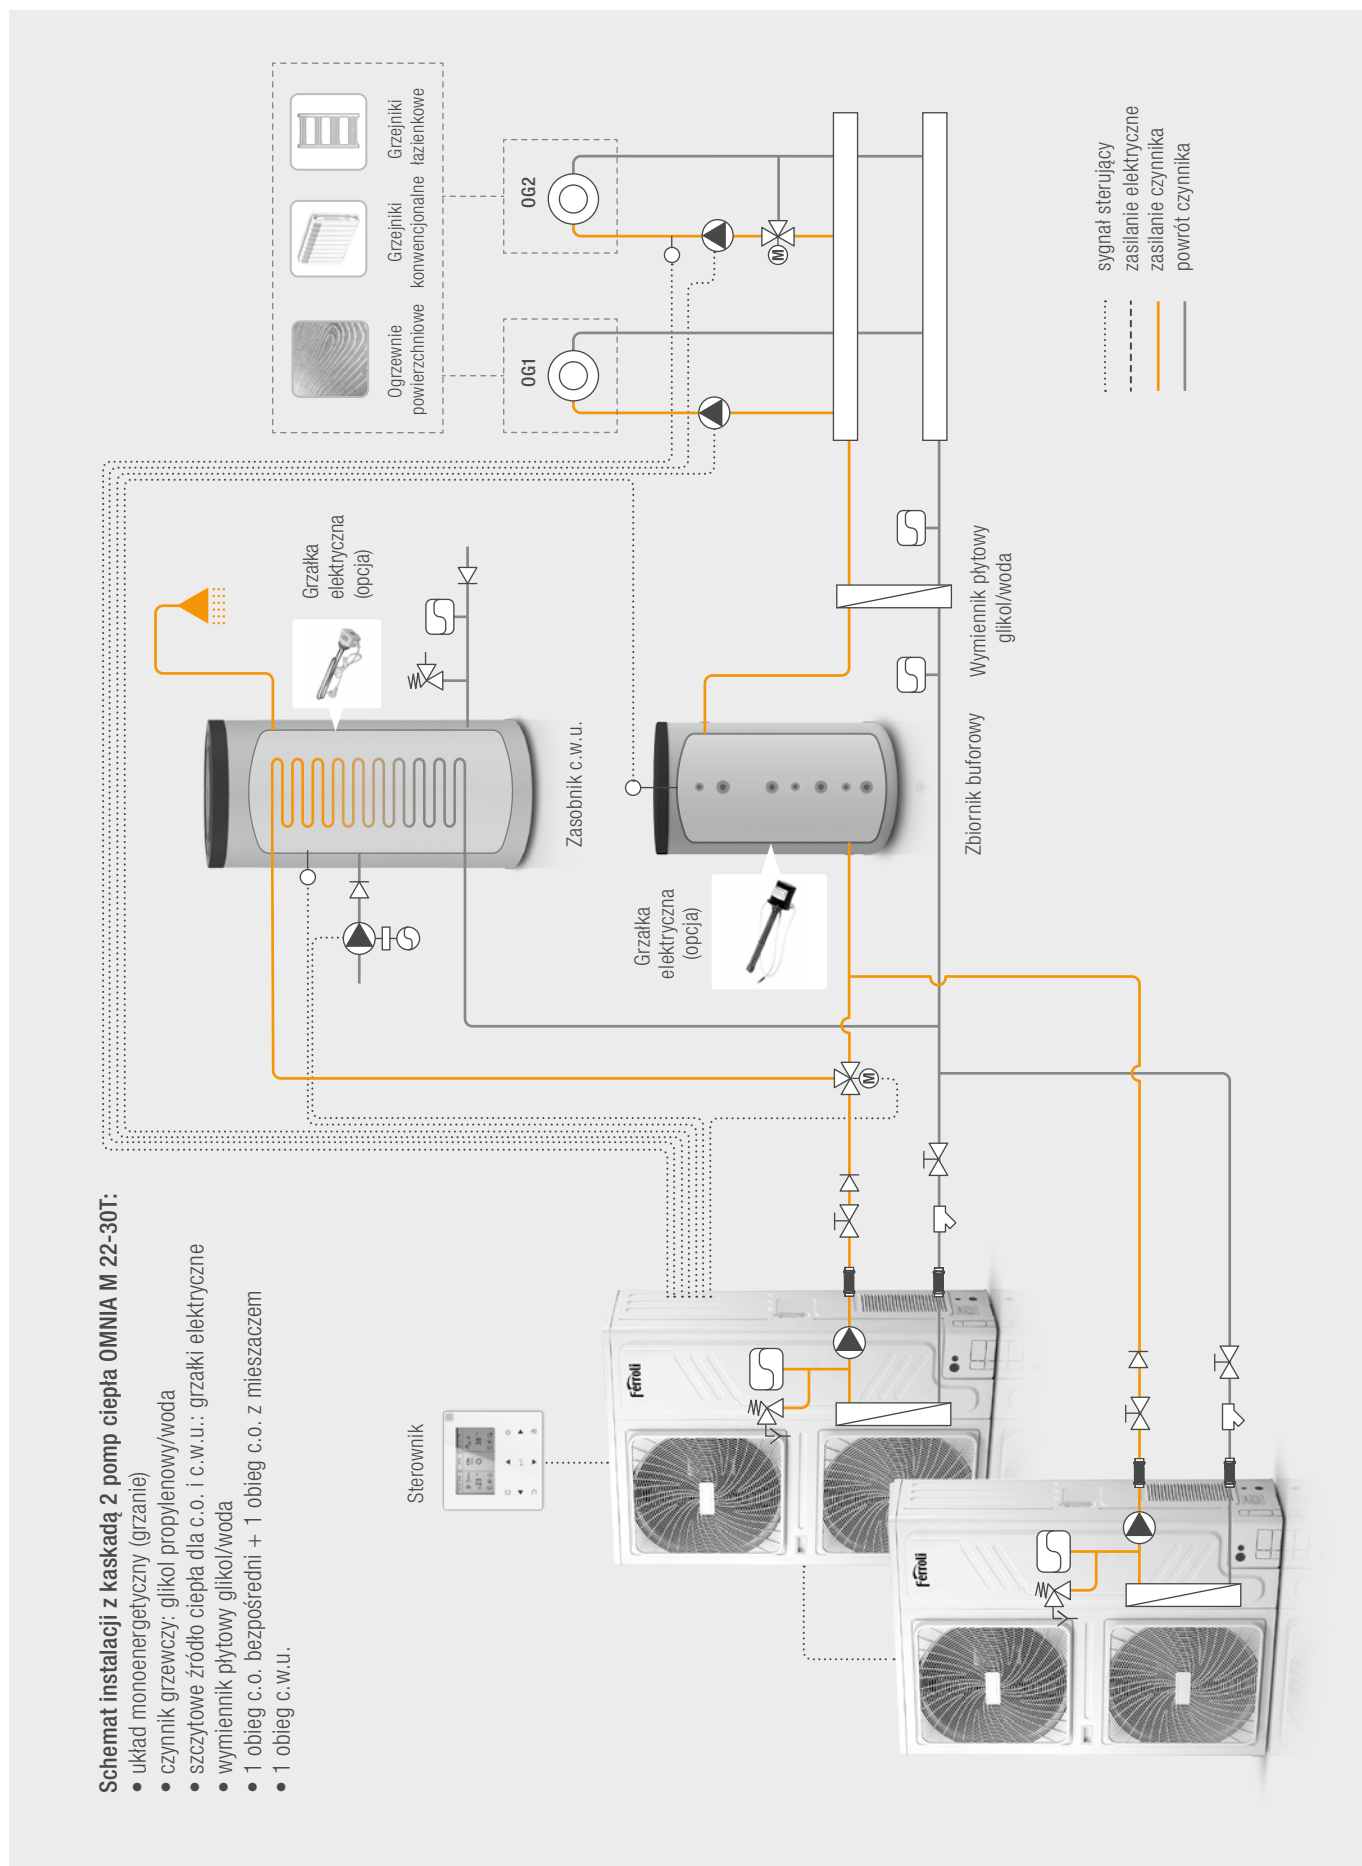 Schemat instalacji z kaskadą 2 pomp ciepła OMNIA M 22-30T:
• układ monoenergetyczny (grzanie)
• czynnik grzewczy: glikol propylenowy/woda
• szczytowe źródło ciepła dla c.o. i c.w.u.: grzałki elektryczne
• wymiennik płytowy glikol/woda
• 1 obieg c.o. bezpośredni + 1 obieg c.o. z mieszaczem
• 1 obieg c.w.u.
Sterownik
Ferroli
Ferroli
M
Zasobnik c.w.u.
Grzałka
elektryczna
(opcja)
Grzałka
elektryczna
(opcja)
Zbiornik buforowy
Wymiennik płytowy
glikol/woda
Ogrzewnie
powierzchniowe
Grzejniki
konwencjonalne
Grzejniki
łazienkowe
OG1
OG2
M
sygnał sterujący
zasilanie elektryczne
zasilanie czynnika
powrót czynnika